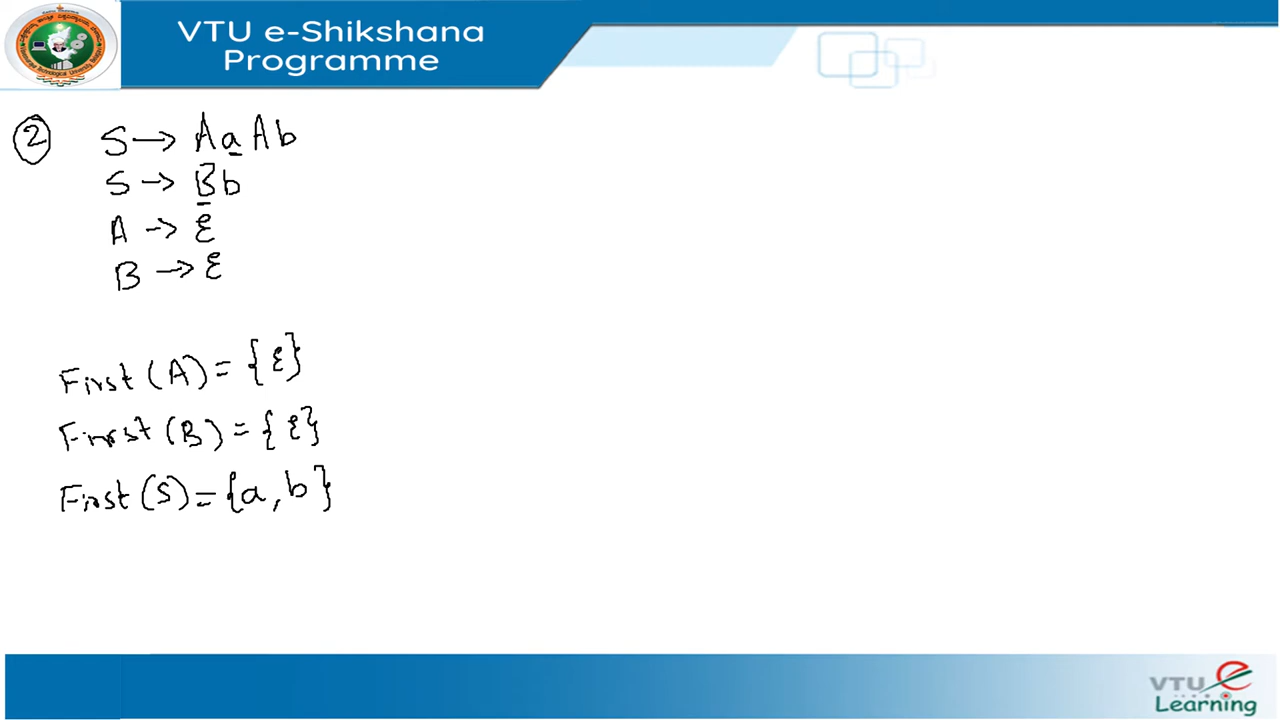 VTU e-Shikshana
Programme
2
S → AaAb
S → Bb
A → ε
B → ε
First(A) = {ε}
First(B) = {ε}
First(S) = {a, b}
VTU e
Learning